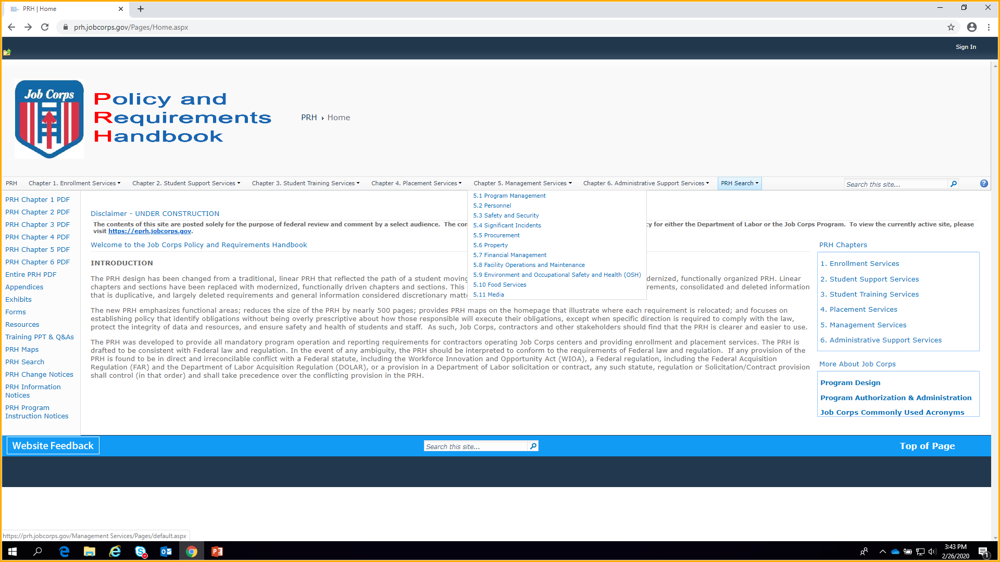 PRH | Home
prh.jobcorps.gov/Pages/Home.aspx
Sign In
Job Corps
Policy and
Requirements
Handbook
PRH Home
PRH Chapter 1. Enrollment Services Chapter 2. Student Support Services Chapter 3. Student Training Services Chapter 4. Placement Services Chapter 5. Management Services Chapter 6. Administrative Support Services PRH Search Search this site...
5.1 Program Management
5.2 Personnel
5.3 Safety and Security
5.4 Significant Incidents
5.5 Procurement
5.6 Property
5.7 Financial Management
5.8 Facility Operations and Maintenance
5.9 Environment and Occupational Safety and Health (OSH)
5.10 Food Services
5.11 Media
PRH Chapter 1 PDF
PRH Chapter 2 PDF
PRH Chapter 3 PDF
PRH Chapter 4 PDF
PRH Chapter 5 PDF
PRH Chapter 6 PDF
Entire PRH PDF
Appendices
Exhibits
Forms
Resources
Training PPT & Q&As
PRH Maps
PRH Search
PRH Change Notices
PRH Information
Notices
PRH Program
Instruction Notices
Disclaimer - UNDER CONSTRUCTION
The contents of this site are posted solely for the purpose of federal review and comment by a select audience. The con cy for either the Department of Labor or the Job Corps Program. To view the currently active site, please
visit https://eprh.jobcorps.gov.
Welcome to the Job Corps Policy and Requirements Handbook
INTRODUCTION
The PRH design has been changed from a traditional, linear PRH that reflected the path of a student moving dernized, functionally organized PRH. Linear
chapters and sections have been replaced with modernized, functionally driven chapters and sections. This rements, consolidated and deleted information
that is duplicative, and largely deleted requirements and general information considered discretionary matt
The new PRH emphasizes functional areas; reduces the size of the PRH by nearly 500 pages; provides PRH maps on the homepage that illustrate where each requirement is relocated; and focuses on
establishing policy that identify obligations without being overly prescriptive about how those responsible will execute their obligations, except when specific direction is required to comply with the law,
protect the integrity of data and resources, and ensure safety and health of students and staff. As such, Job Corps, contractors and other stakeholders should find that the PRH is clearer and easier to use.
The PRH was developed to provide all mandatory program operation and reporting requirements for contractors operating Job Corps centers and providing enrollment and placement services. The PRH is
drafted to be consistent with Federal law and regulation. In the event of any ambiguity, the PRH should be interpreted to conform to the requirements of Federal law and regulation. If any provision of the
PRH is found to be in direct and irreconcilable conflict with a Federal statute, including the Workforce Innovation and Opportunity Act (WIOA), a Federal regulation, including the Federal Acquisition
Regulation (FAR) and the Department of Labor Acquisition Regulation (DOLAR), or a provision in a Department of Labor solicitation or contract, any such statute, regulation or Solicitation/Contract provision
shall control (in that order) and shall take precedence over the conflicting provision in the PRH.
PRH Chapters
1. Enrollment Services
2. Student Support Services
3. Student Training Services
4. Placement Services
5. Management Services
6. Administrative Support Services
More About Job Corps
Program Design
Program Authorization & Administration
Job Corps Commonly Used Acronyms
Website Feedback Search this site... Top of Page
https://prh.jobcorps.gov/Management Services/Pages/default.aspx
3:43 PM
2/26/2020
1